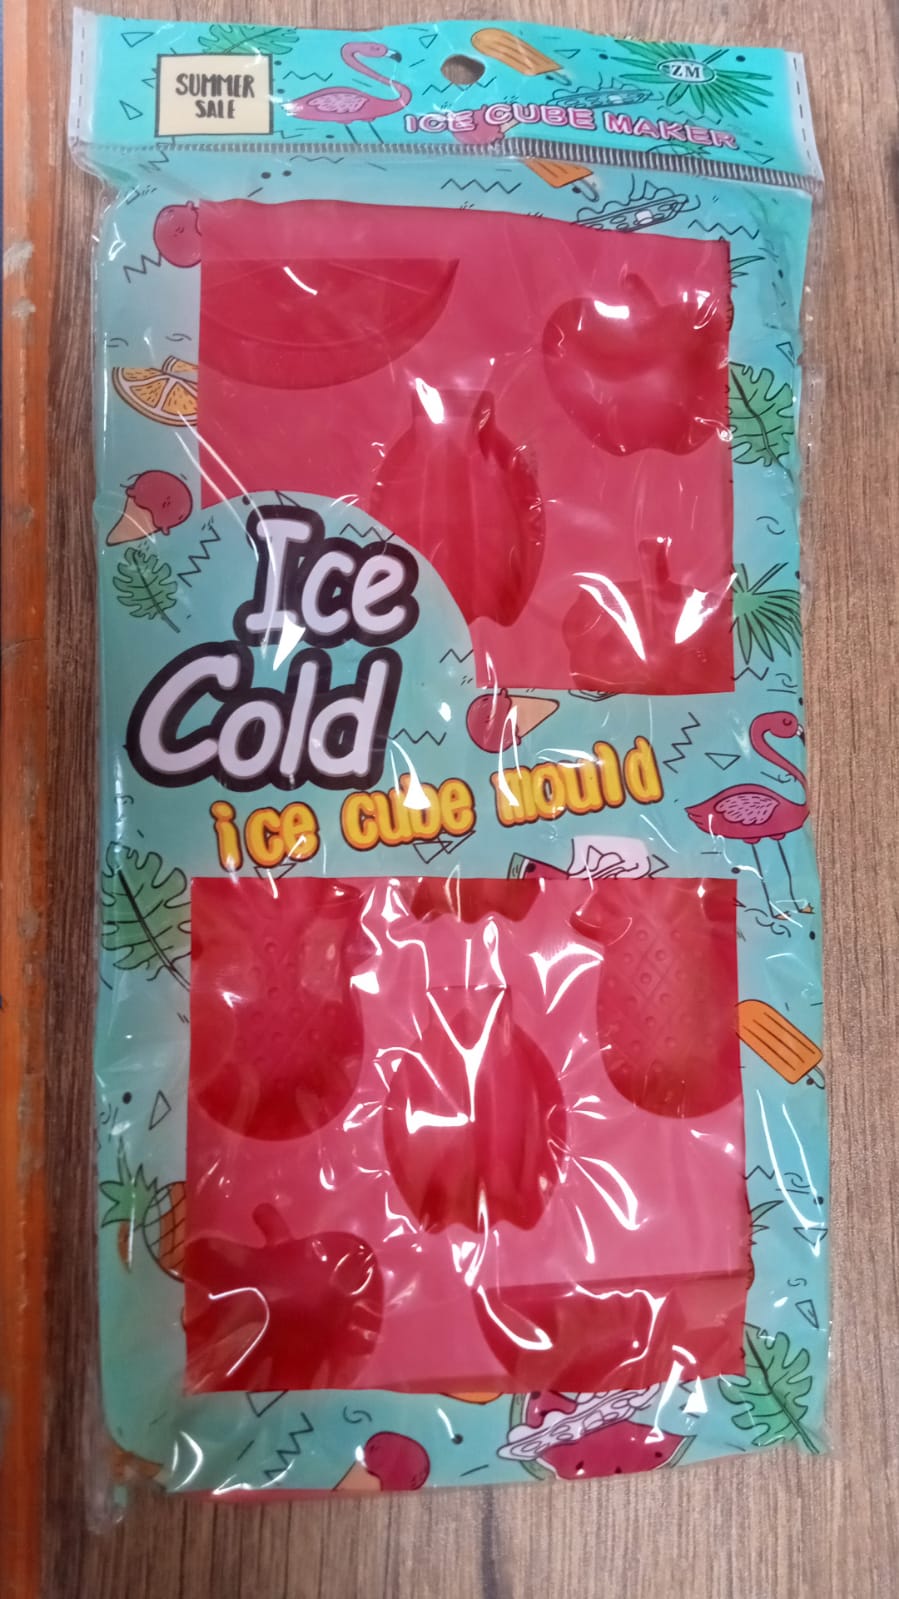 SUMMER
SALE
ZM
ICE CUBE MAKER
Ice
Cold
ice cube mould